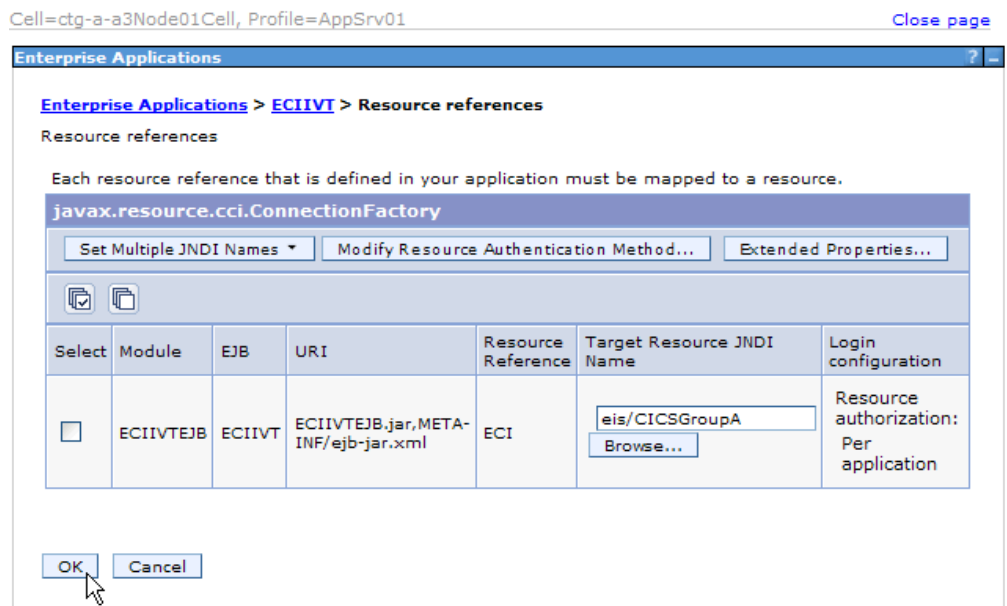 Cell=ctg-a-a3Node01Cell, Profile=AppSrv01
Close page
Enterprise Applications
?
Enterprise Applications > ECIIVT > Resource references
Resource references
Each resource reference that is defined in your application must be mapped to a resource.
javax.resource.cci.ConnectionFactory
Set Multiple JNDI Names
Modify Resource Authentication Method...
Extended Properties...
Select
Module
EJB
URI
Resource
Reference
Target Resource JNDI
Name
Login
configuration
ECIIVTEJB
ECIIVT
ECIIVTEJB.jar,META-
INF/ejb-jar.xml
ECI
eis/CICSGroupA
Browse...
Resource
authorization:
Per
application
OK
Cancel